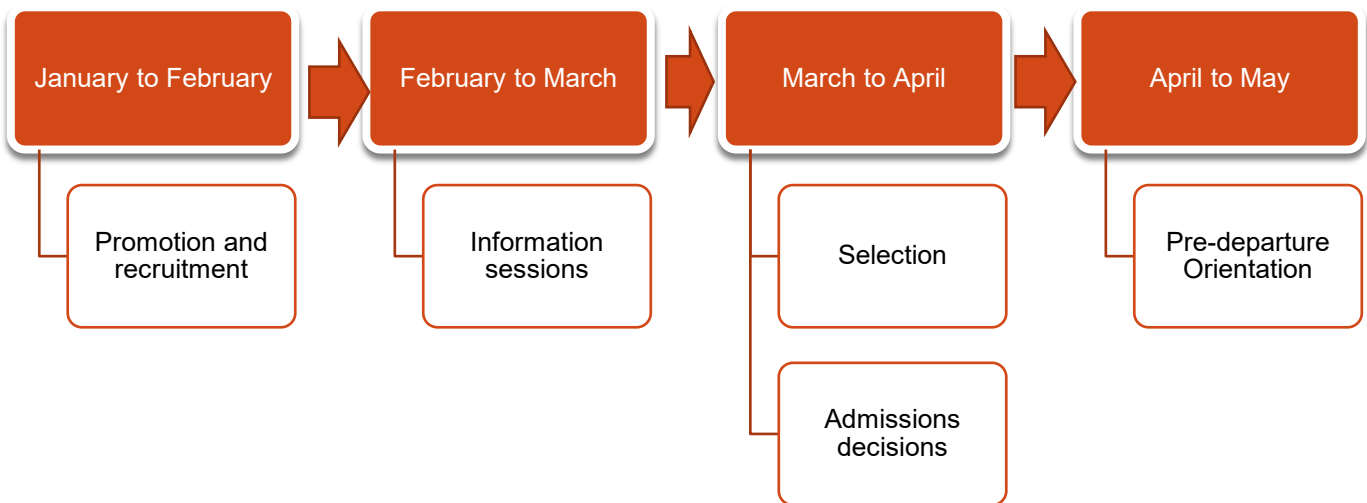 January to February
February to March
March to April
April to May
Promotion and
recruitment
Information
sessions
Selection
Pre-departure
Orientation
Admissions
decisions